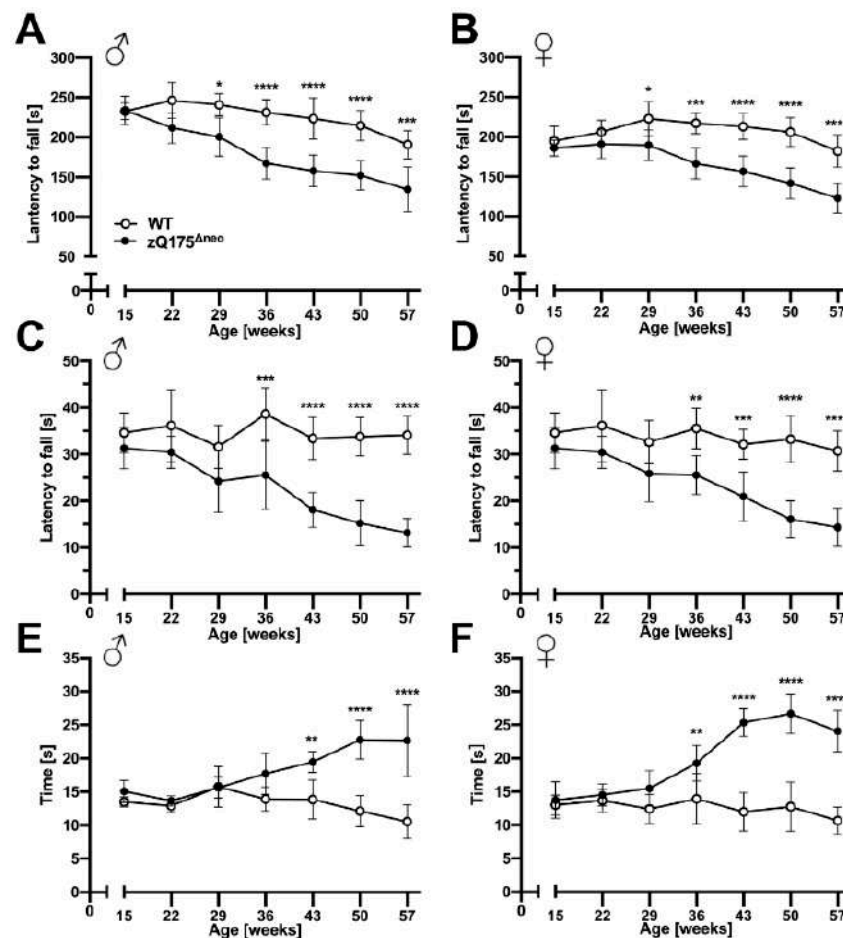 A ♂
Lantency to fall [s]
300
250
200
150
100
50
0
* **** **** **** ***
WT
zQ175Δneo
0 15 22 29 36 43 50 57
Age [weeks]
B ♀
Lantency to fall [s]
300
250
200
150
100
50
0
* *** **** **** ***
0 15 22 29 36 43 50 57
Age [weeks]
C ♂
Latency to fall [s]
50
40
30
20
10
0
*** **** **** ****
0 15 22 29 36 43 50 57
Age [weeks]
D ♀
Latency to fall [s]
50
40
30
20
10
0
** *** **** ***
0 15 22 29 36 43 50 57
Age [weeks]
E ♂
Time [s]
35
30
25
20
15
10
5
0
** **** ****
0 15 22 29 36 43 50 57
Age [weeks]
F ♀
Time [s]
35
30
25
20
15
10
5
0
** **** **** ***
0 15 22 29 36 43 50 57
Age [weeks]